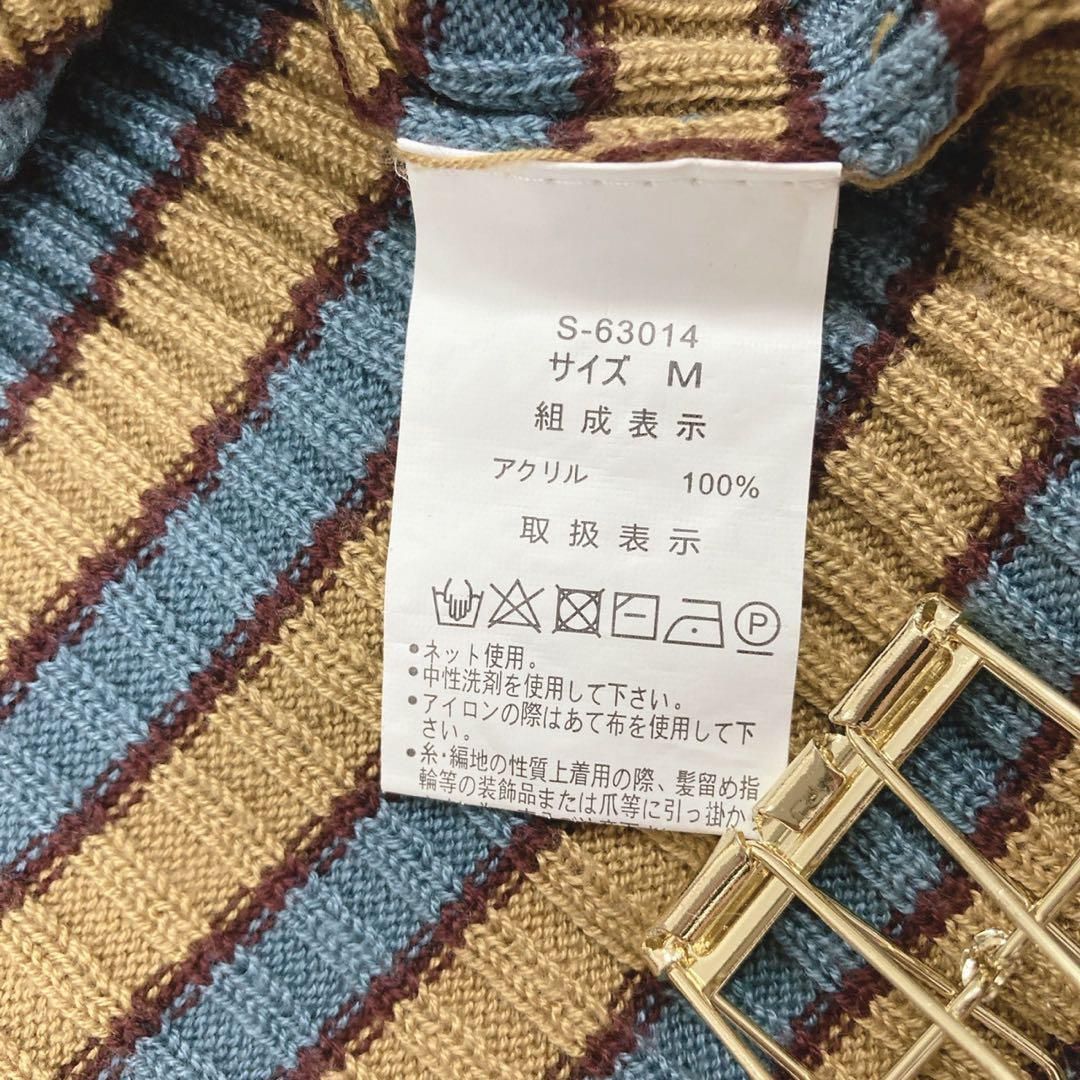 S-63014
サイズ M
組成表示
アクリル 100%
取扱表示
P
•ネット使用。
•中性洗剤を使用して下さい。
•アイロンの際はあて布を使用して下
さい。
•糸・編地の性質上着用の際、髪留め指
輪等の装飾品または爪等に引っ掛か